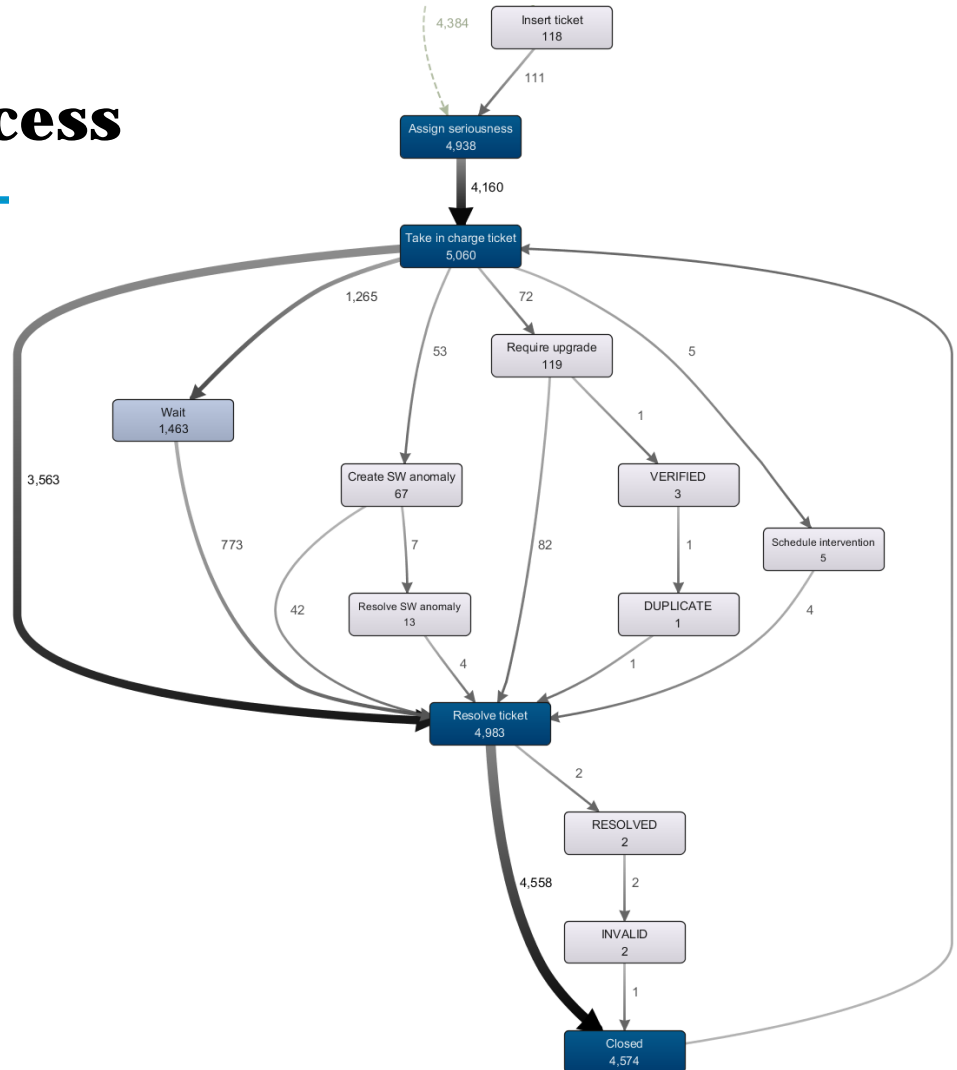 4,384
Insert ticket
118
111
cess
Assign seriousness
4,938
4,160
Take in charge ticket
5,060
1,265
72
53
5
Require upgrade
119
1
Wait
1,463
3,563
Create SW anomaly
67
VERIFIED
3
773
7
82
1
Schedule intervention
5
42
Resolve SW anomaly
13
DUPLICATE
1
4
4
1
Resolve ticket
4,983
2
RESOLVED
2
4,558
2
INVALID
2
1
Closed
4,574